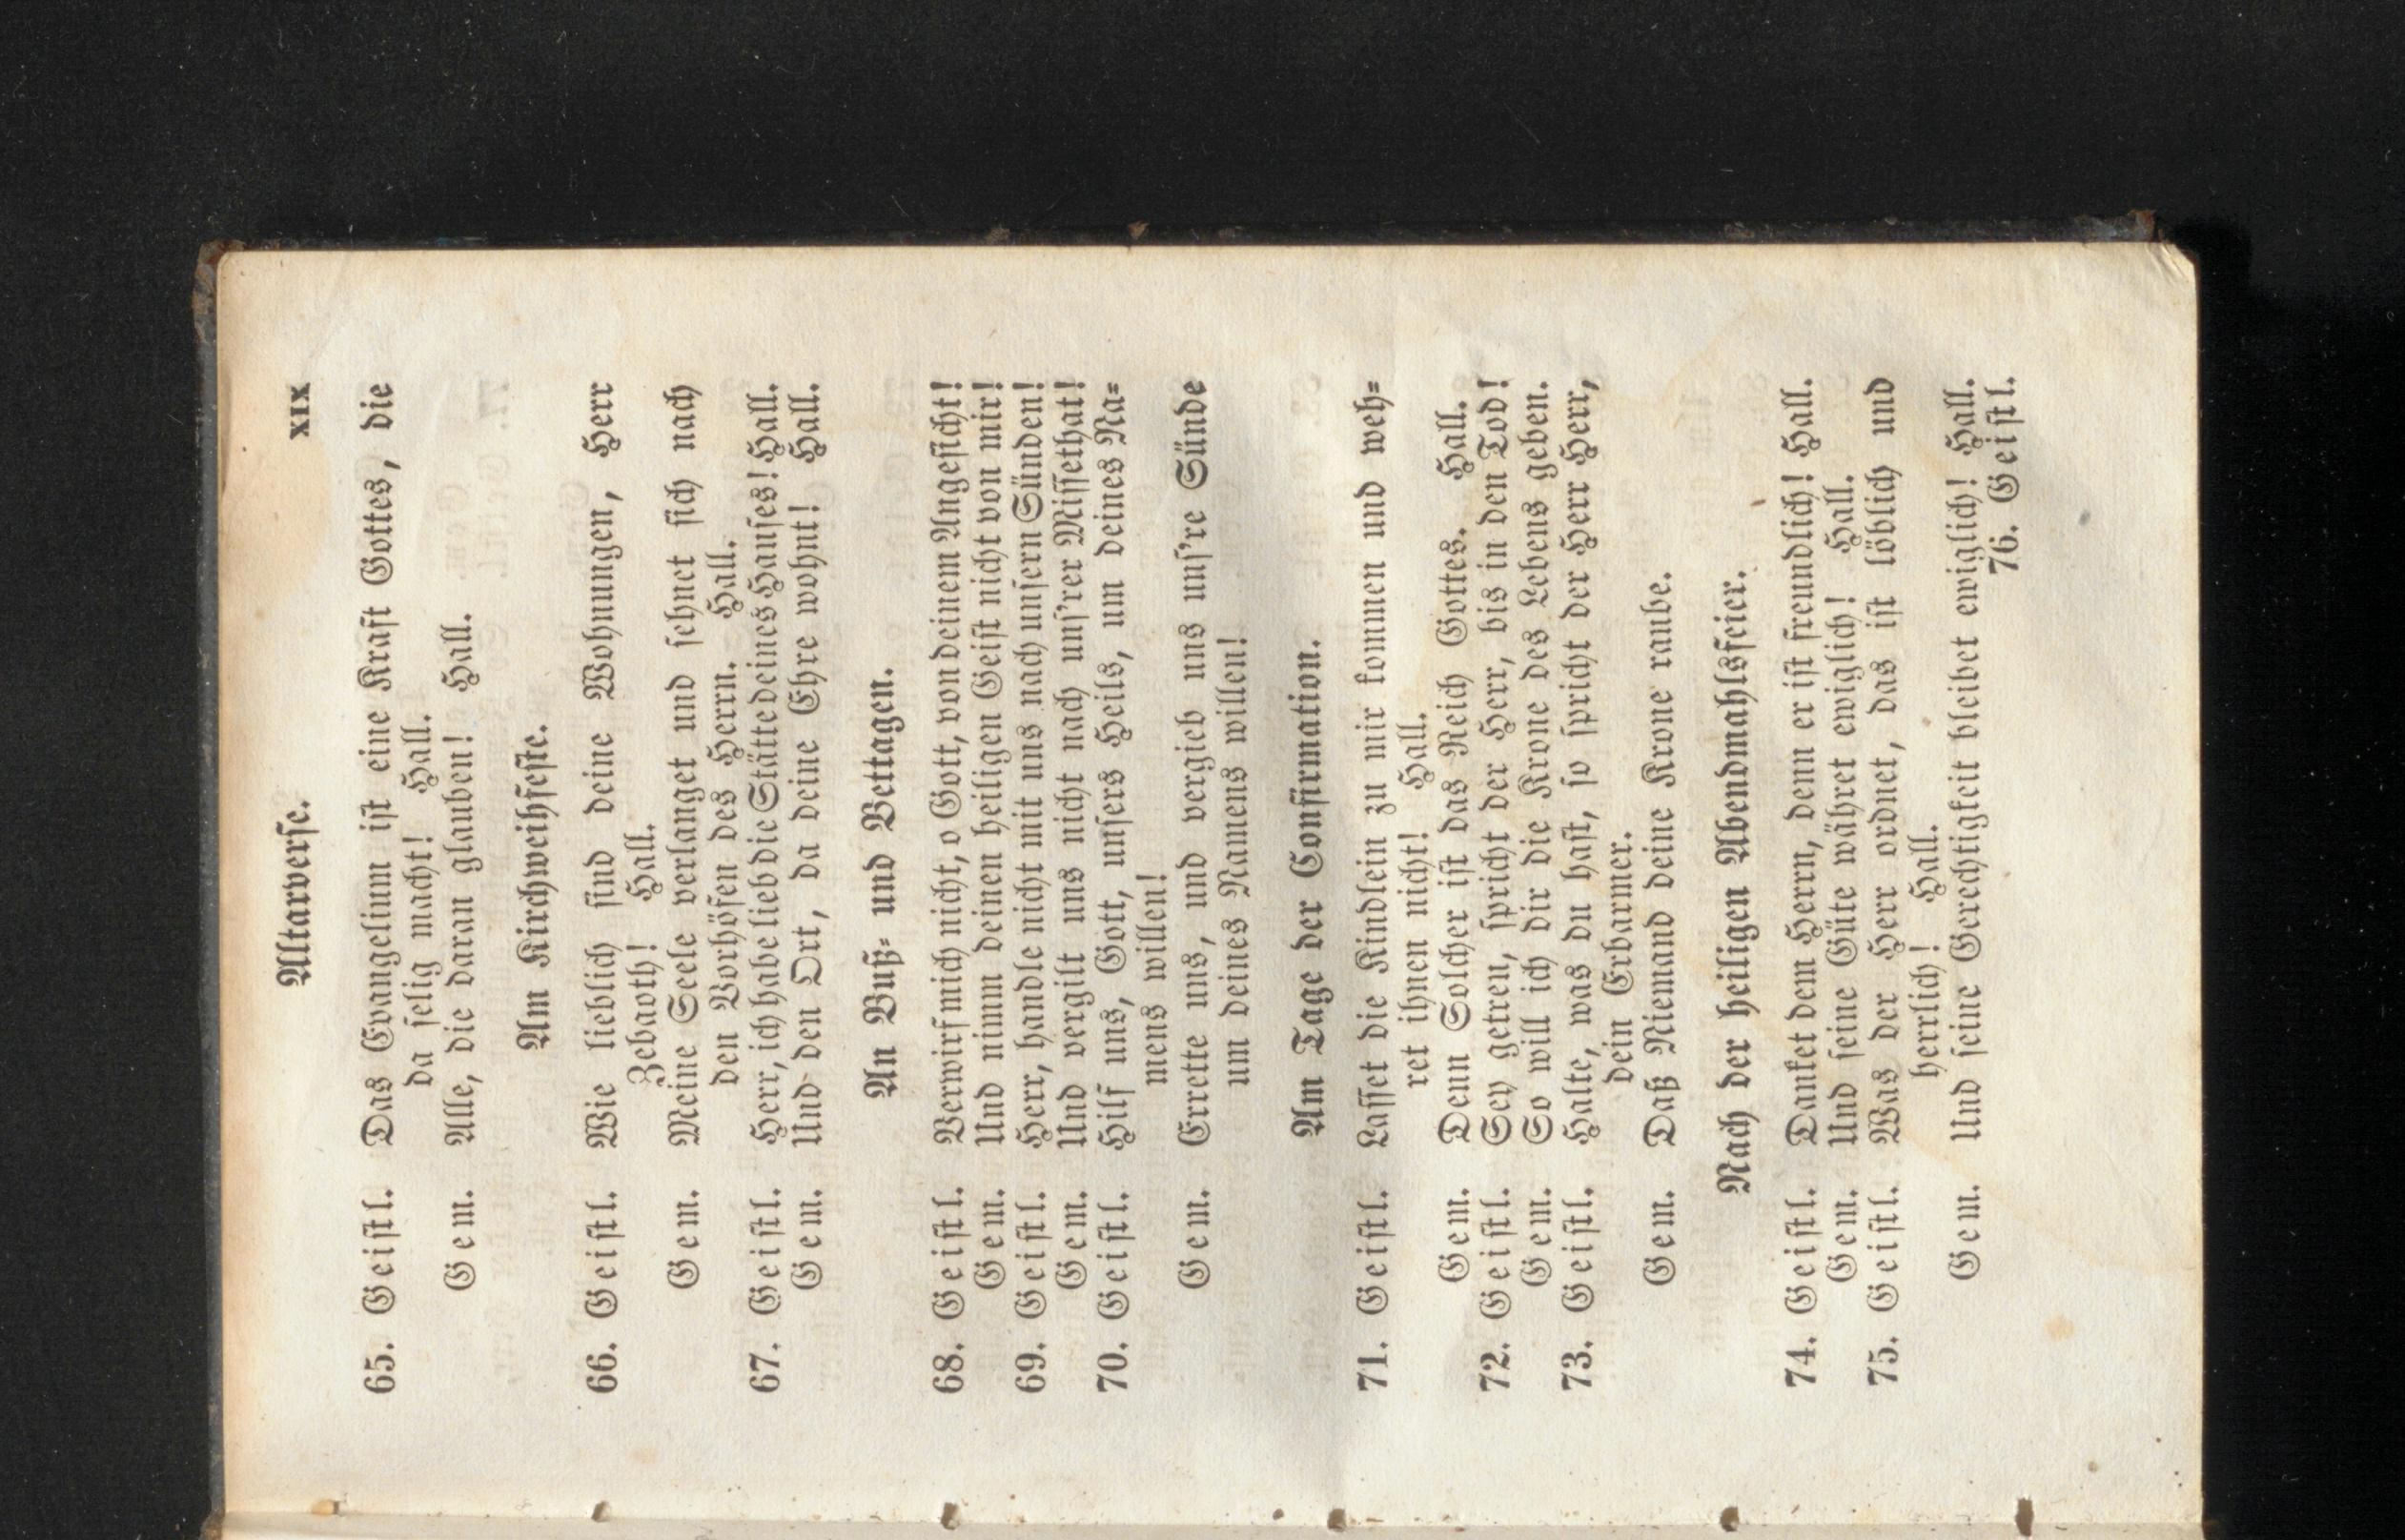 Altarverse. XIX
65. Geistl. Das Evangelium ist eine Kraft Gottes, die
da selig macht! Hall.
Gem. Alle, die daran glauben! Hall.
Am Kirchweihfeste.
66. Geistl. Wie lieblich sind deine Wohnungen, Herr
Zebaoth! Hall.
Gem. Meine Seele verlanget und sehnet sich nach
den Vorhöfen des Herrn. Hall.
67. Geistl. Herr, ich habe lieb die Stätte deines Hauses! Hall.
Gem. Und den Ort, da deine Ehre wohnt! Hall.
An Buß- und Bettagen.
68. Geistl. Verwirf mich nicht, o Gott, von deinem Angesicht!
Gem. Und nimm deinen heiligen Geist nicht von mir!
69. Geistl. Herr, handle nicht mit uns nach unsern Sünden!
Gem. Und vergilt uns nicht nach uns'rer Missethat!
70. Geistl. Hilf uns, Gott, unsers Heils, um deines Na-
mens willen!
Gem. Errette uns, und vergieb uns uns're Sünde
um deines Namens willen!
Am Tage der Confirmation.
71. Geistl. Lasset die Kindlein zu mir kommen und weh-
ret ihnen nicht! Hall.
Gem. Denn Solcher ist das Reich Gottes. Hall.
72. Geistl. Sey getreu, spricht der Herr, bis in den Tod!
Gem. So will ich dir die Krone des Lebens geben.
73. Geistl. Halte, was du hast, so spricht der Herr Herr,
dein Erbarmer.
Gem. Daß Niemand deine Krone raube.
Nach der heiligen Abendmahlsfeier.
74. Geistl. Danket dem Herrn, denn er ist freundlich! Hall.
Gem. Und seine Güte währet ewiglich! Hall.
75. Geistl. Was der Herr ordnet, das ist löblich und
herrlich! Hall.
Gem. Und seine Gerechtigkeit bleibet ewiglich! Hall.
76. Geistl.